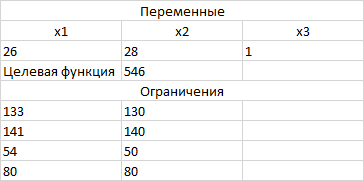 Переменные
x1 x2 x3
26 28 1
Целевая функция 546
Ограничения
133 130
141 140
54 50
80 80